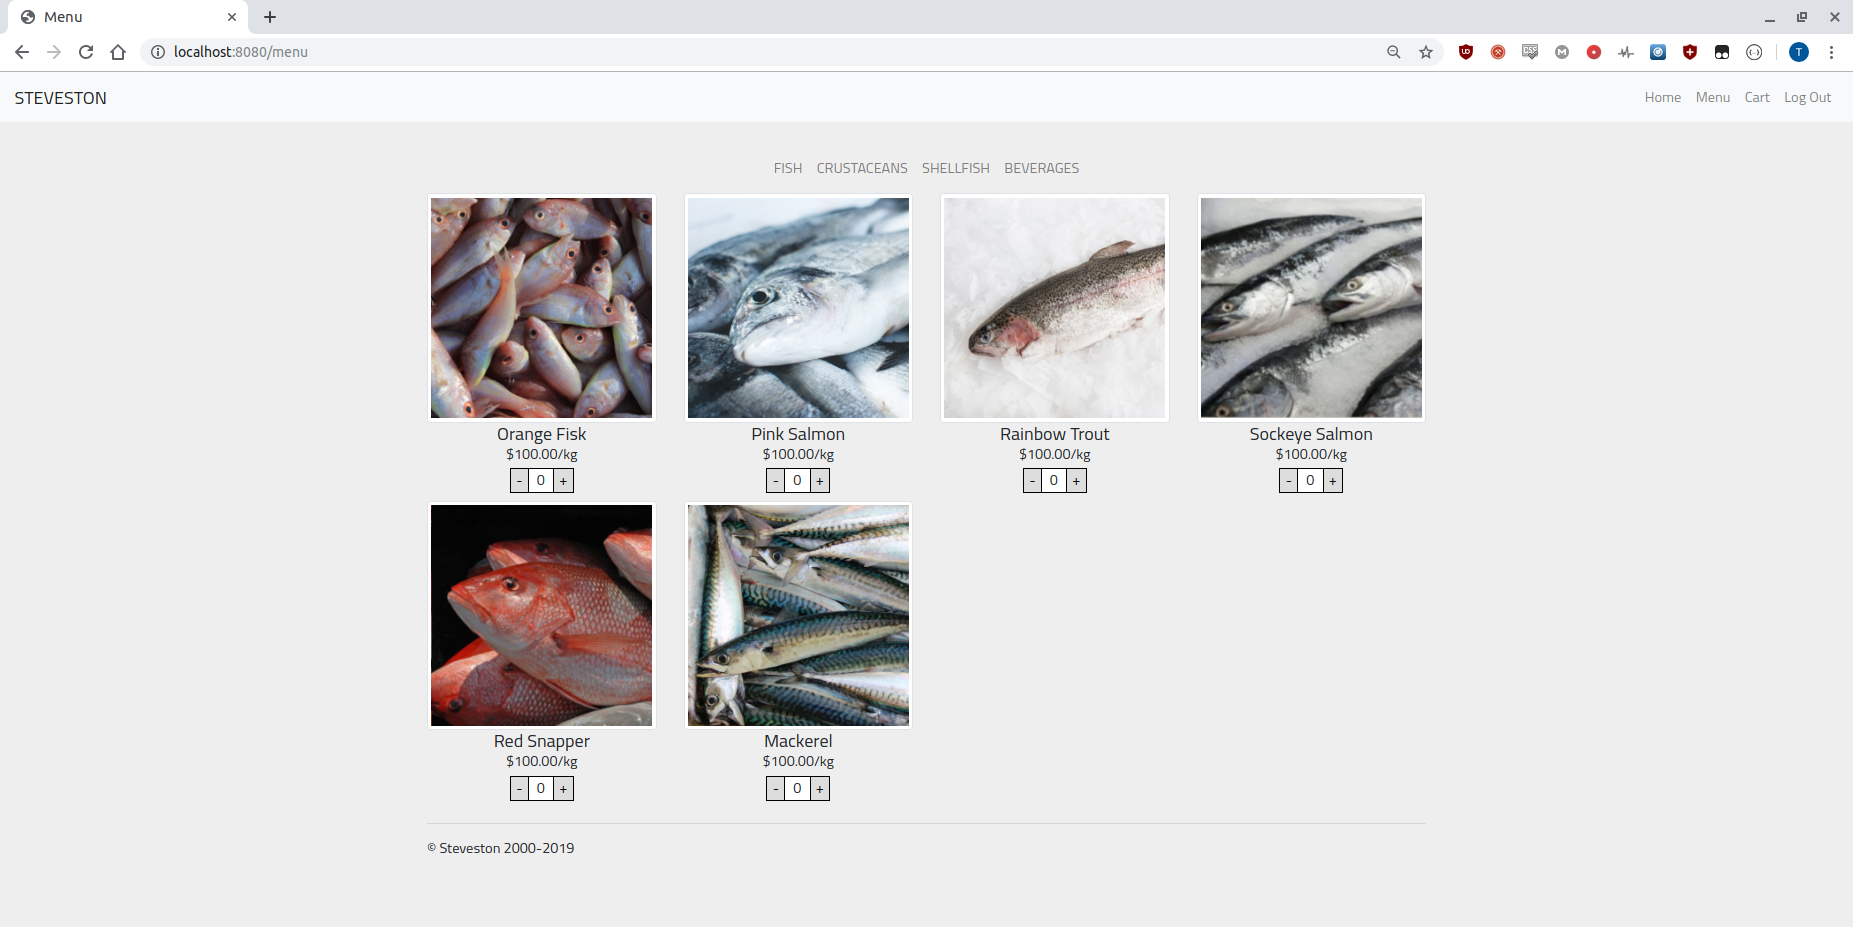 Menu
localhost:8080/menu
T
STEVESTON
Home Menu Cart Log Out
FISH CRUSTACEANS SHELLFISH BEVERAGES
Orange Fisk Pink Salmon Rainbow Trout Sockeye Salmon
$100.00/kg $100.00/kg $100.00/kg $100.00/kg
- 0 + - 0 + - 0 + - 0 +
Red Snapper Mackerel
$100.00/kg $100.00/kg
- 0 + - 0 +
© Steveston 2000-2019